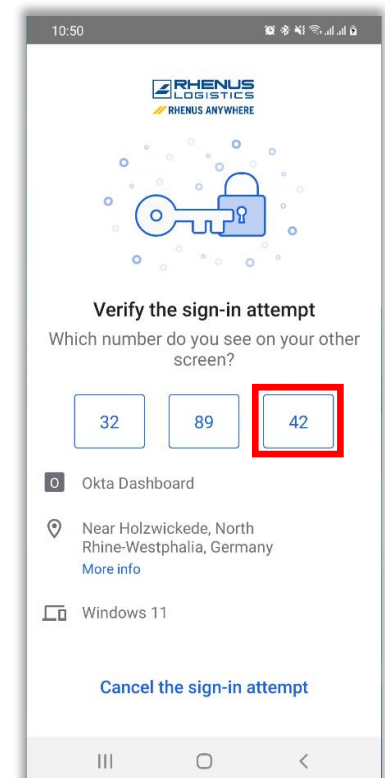 10:50
RHENUS
LOGISTICS
RHENUS ANYWHERE
Verify the sign-in attempt
Which number do you see on your other
screen?
32 89 42
O Okta Dashboard
Near Holzwickede, North
Rhine-Westphalia, Germany
More info
Windows 11
Cancel the sign-in attempt